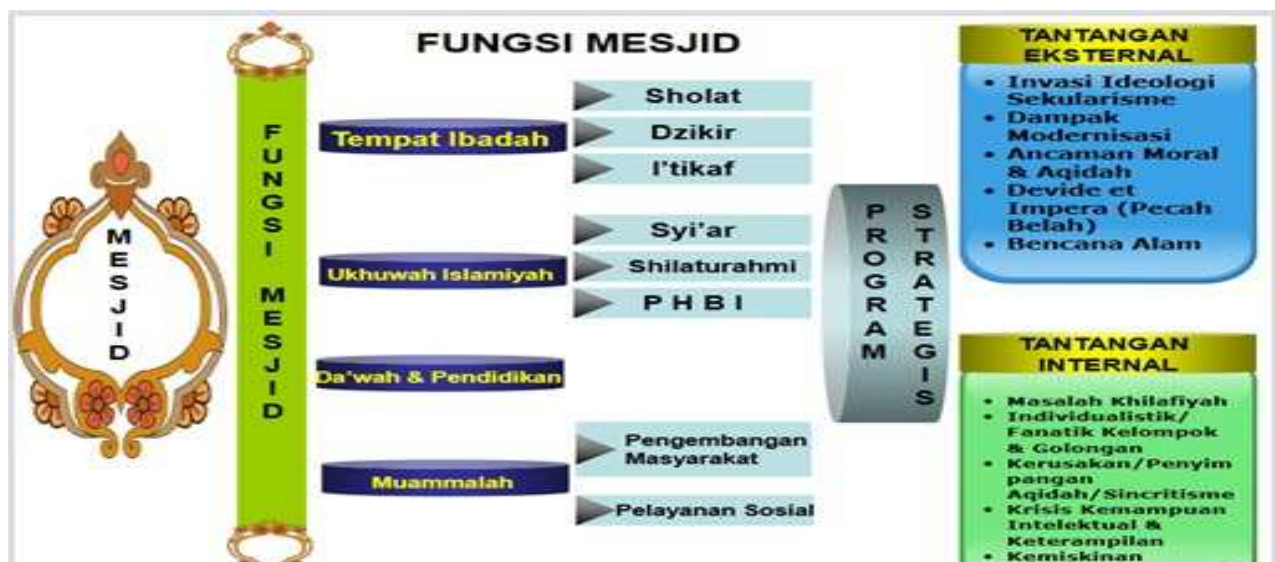 FUNGSI MESJID
MESJID
FUNGSI MESJID
Tempat Ibadah
Sholat
Dzikir
I'tikaf
Ukhuwah Islamiyah
Syi'ar
Shilaturahmi
P H B I
Da'wah & Pendidikan
Muammalah
Pengembangan
Masyarakat
Pelayanan Sosial
PROGRAM
STRATEGIS
TANTANGAN
EKSTERNAL
• Invasi Ideologi
Sekularisme
• Dampak
Modernisasi
• Ancaman Moral
& Aqidah
• Devide et
Impera (Pecah
Belah)
• Bencana Alam
TANTANGAN
INTERNAL
• Masalah Khilafiyah
• Individualistik/
Fanatik Kelompok
& Golongan
• Kerusakan/Penyim
pangan
Aqidah/Sincritisme
• Krisis Kemampuan
Intelektual &
Keterampilan
• Kemiskinan